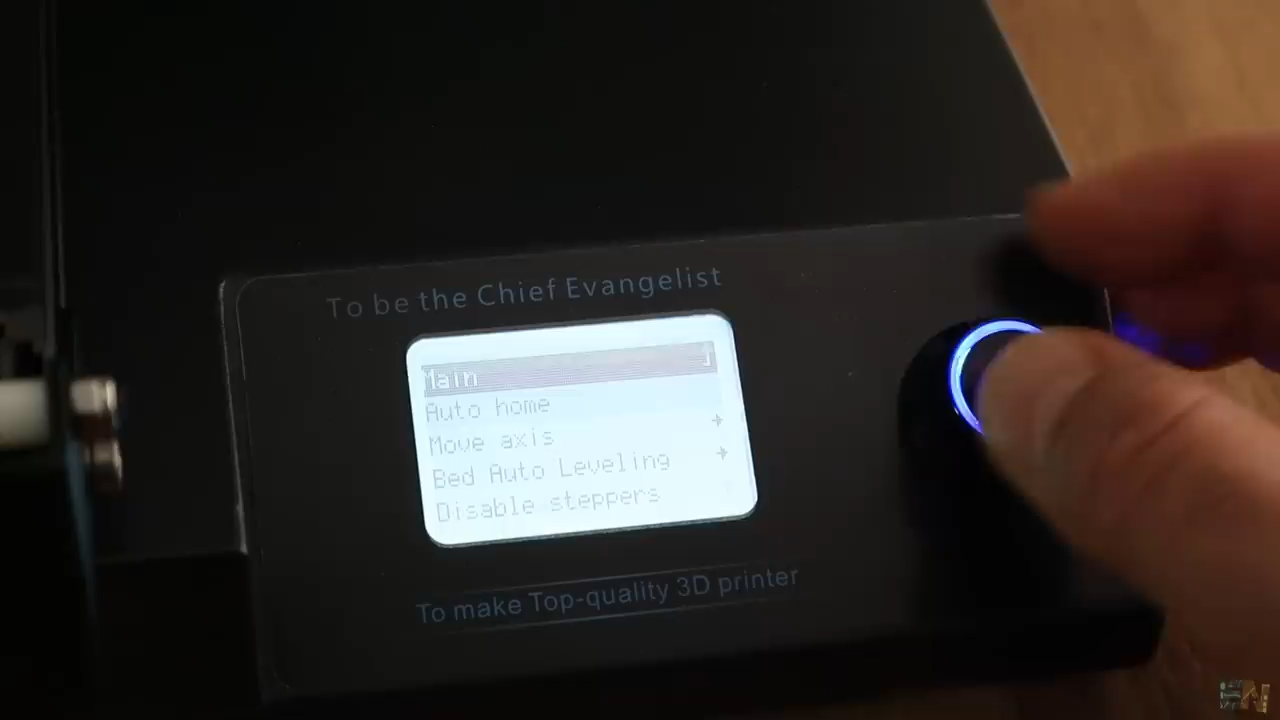 To be the Chief Evangelist
Main
Auto home
Move axis
Bed Auto Leveling
Disable steppers
To make Top-quality 3D printer
EN